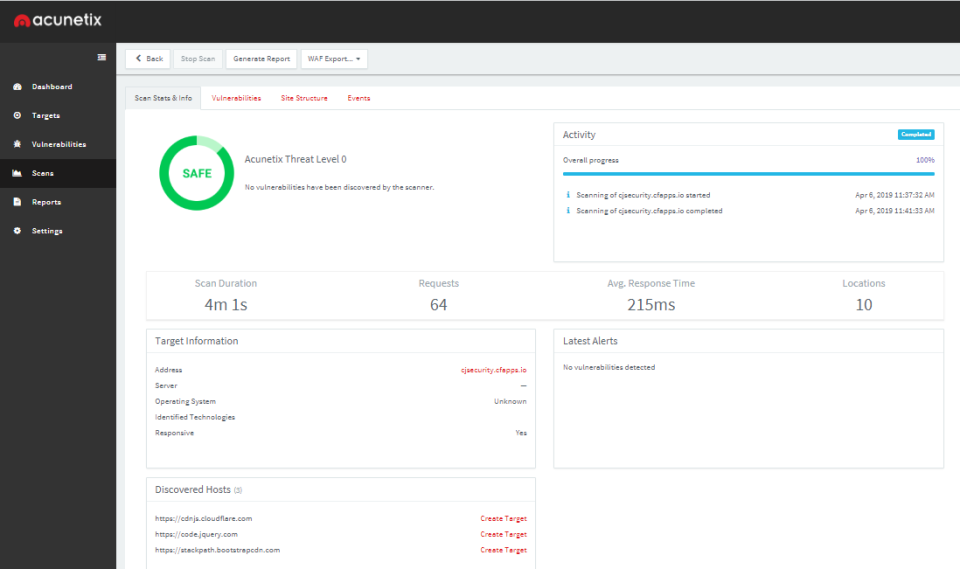 acunetix
Back
Stop Scan
Generate Report
WAF Export...
Dashboard
Targets
Vulnerabilities
Scans
Reports
Settings
Scan Stats & Info
Vulnerabilities
Site Structure
Events
SAFE
Acunetix Threat Level 0
No vulnerabilities have been discovered by the scanner.
Activity
Completed
Overall progress 100%
Scanning of cjsecurity.cfapps.io started Apr 6, 2019 11:37:32 AM
Scanning of cjsecurity.cfapps.io completed Apr 6, 2019 11:41:33 AM
Scan Duration
4m 1s
Requests
64
Avg. Response Time
215ms
Locations
10
Target Information
Address cjsecurity.cfapps.io
Server —
Operating System Unknown
Identified Technologies
Responsive Yes
Latest Alerts
No vulnerabilities detected
Discovered Hosts (3)
https://cdnjs.cloudflare.com Create Target
https://code.jquery.com Create Target
https://stackpath.bootstrapcdn.com Create Target